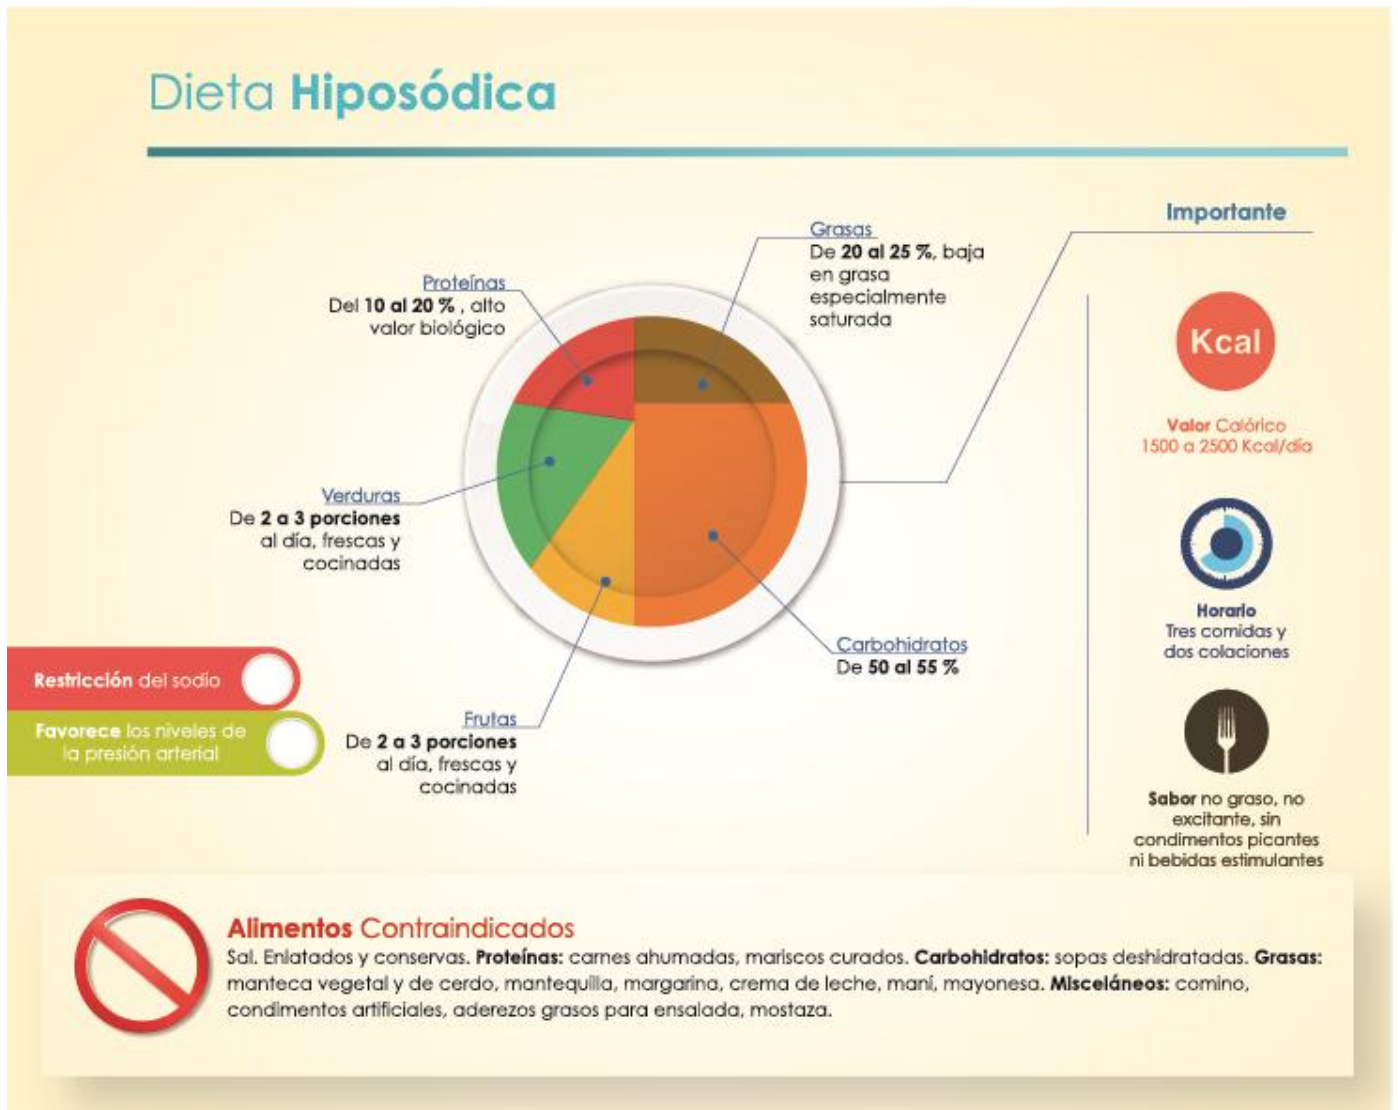 Dieta Hiposódica
Importante
Grasas
De 20 al 25 %, baja
en grasa
especialmente
saturada
Proteínas
Del 10 al 20 % , alto
valor biológico
Kcal
Valor Calórico
1500 a 2500 Kcal/día
Verduras
De 2 a 3 porciones
al día, frescas y
cocinadas
Horario
Tres comidas y
dos colaciones
Carbohidratos
De 50 al 55 %
Restricción del sodio
Favorece los niveles de
la presión arterial
Frutas
De 2 a 3 porciones
al día, frescas y
cocinadas
Sabor no graso, no
excitante, sin
condimentos picantes
ni bebidas estimulantes
Alimentos Contraindicados
Sal. Enlatados y conservas. Proteínas: carnes ahumadas, mariscos curados. Carbohidratos: sopas deshidratadas. Grasas:
manteca vegetal y de cerdo, mantequilla, margarina, crema de leche, maní, mayonesa. Misceláneos: comino,
condimentos artificiales, aderezos grasos para ensalada, mostaza.